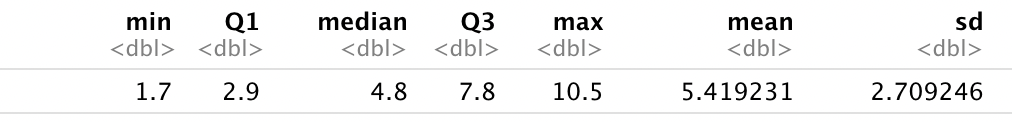 min Q1 median Q3 max mean sd
<dbl> <dbl> <dbl> <dbl> <dbl> <dbl> <dbl>
1.7 2.9 4.8 7.8 10.5 5.419231 2.709246